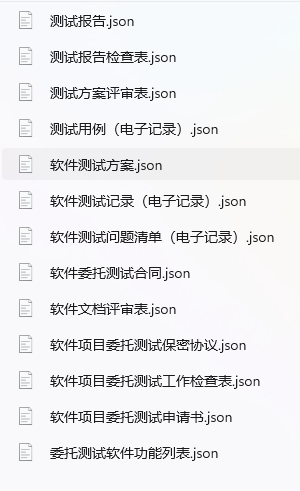 测试报告.json
测试报告检查表.json
测试方案评审表.json
测试用例（电子记录）.json
软件测试方案.json
软件测试记录（电子记录）.json
软件测试问题清单（电子记录）.json
软件委托测试合同.json
软件文档评审表.json
软件项目委托测试保密协议.json
软件项目委托测试工作检查表.json
软件项目委托测试申请书.json
委托测试软件功能列表.json